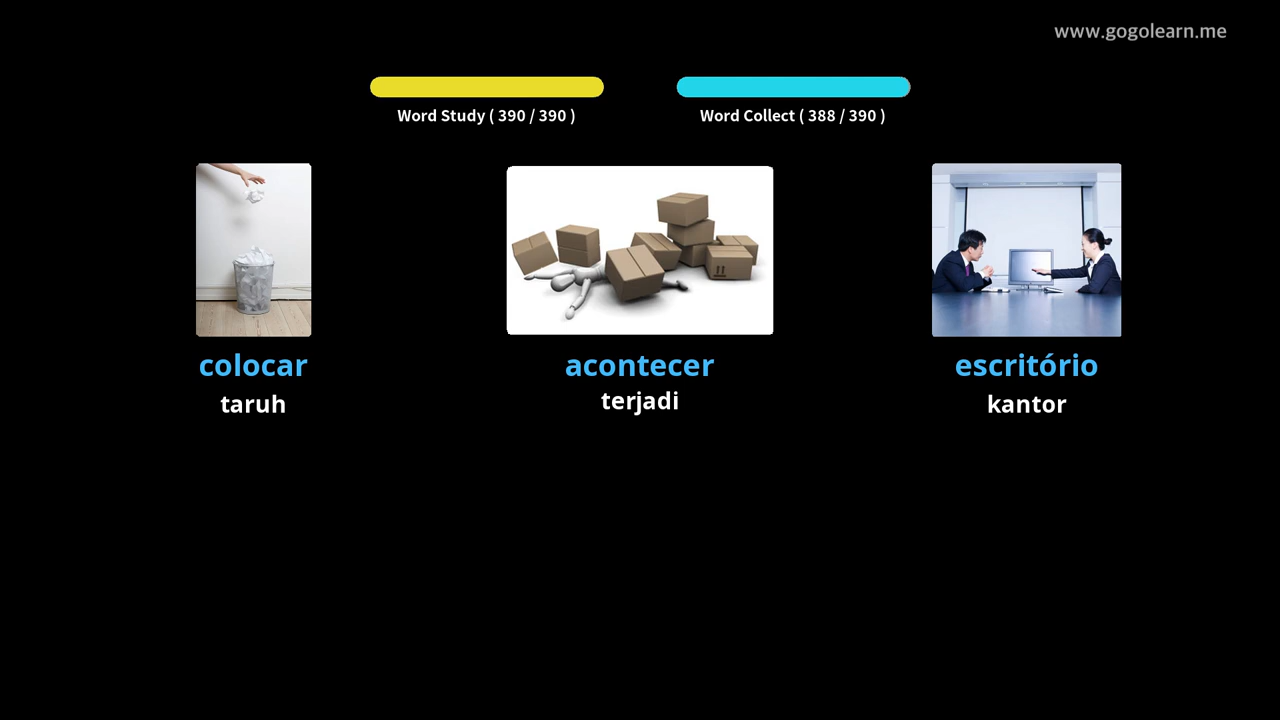 www.gogolearn.me
Word Study ( 390 / 390 )
Word Collect ( 388 / 390 )
colocar
taruh
acontecer
terjadi
escritório
kantor